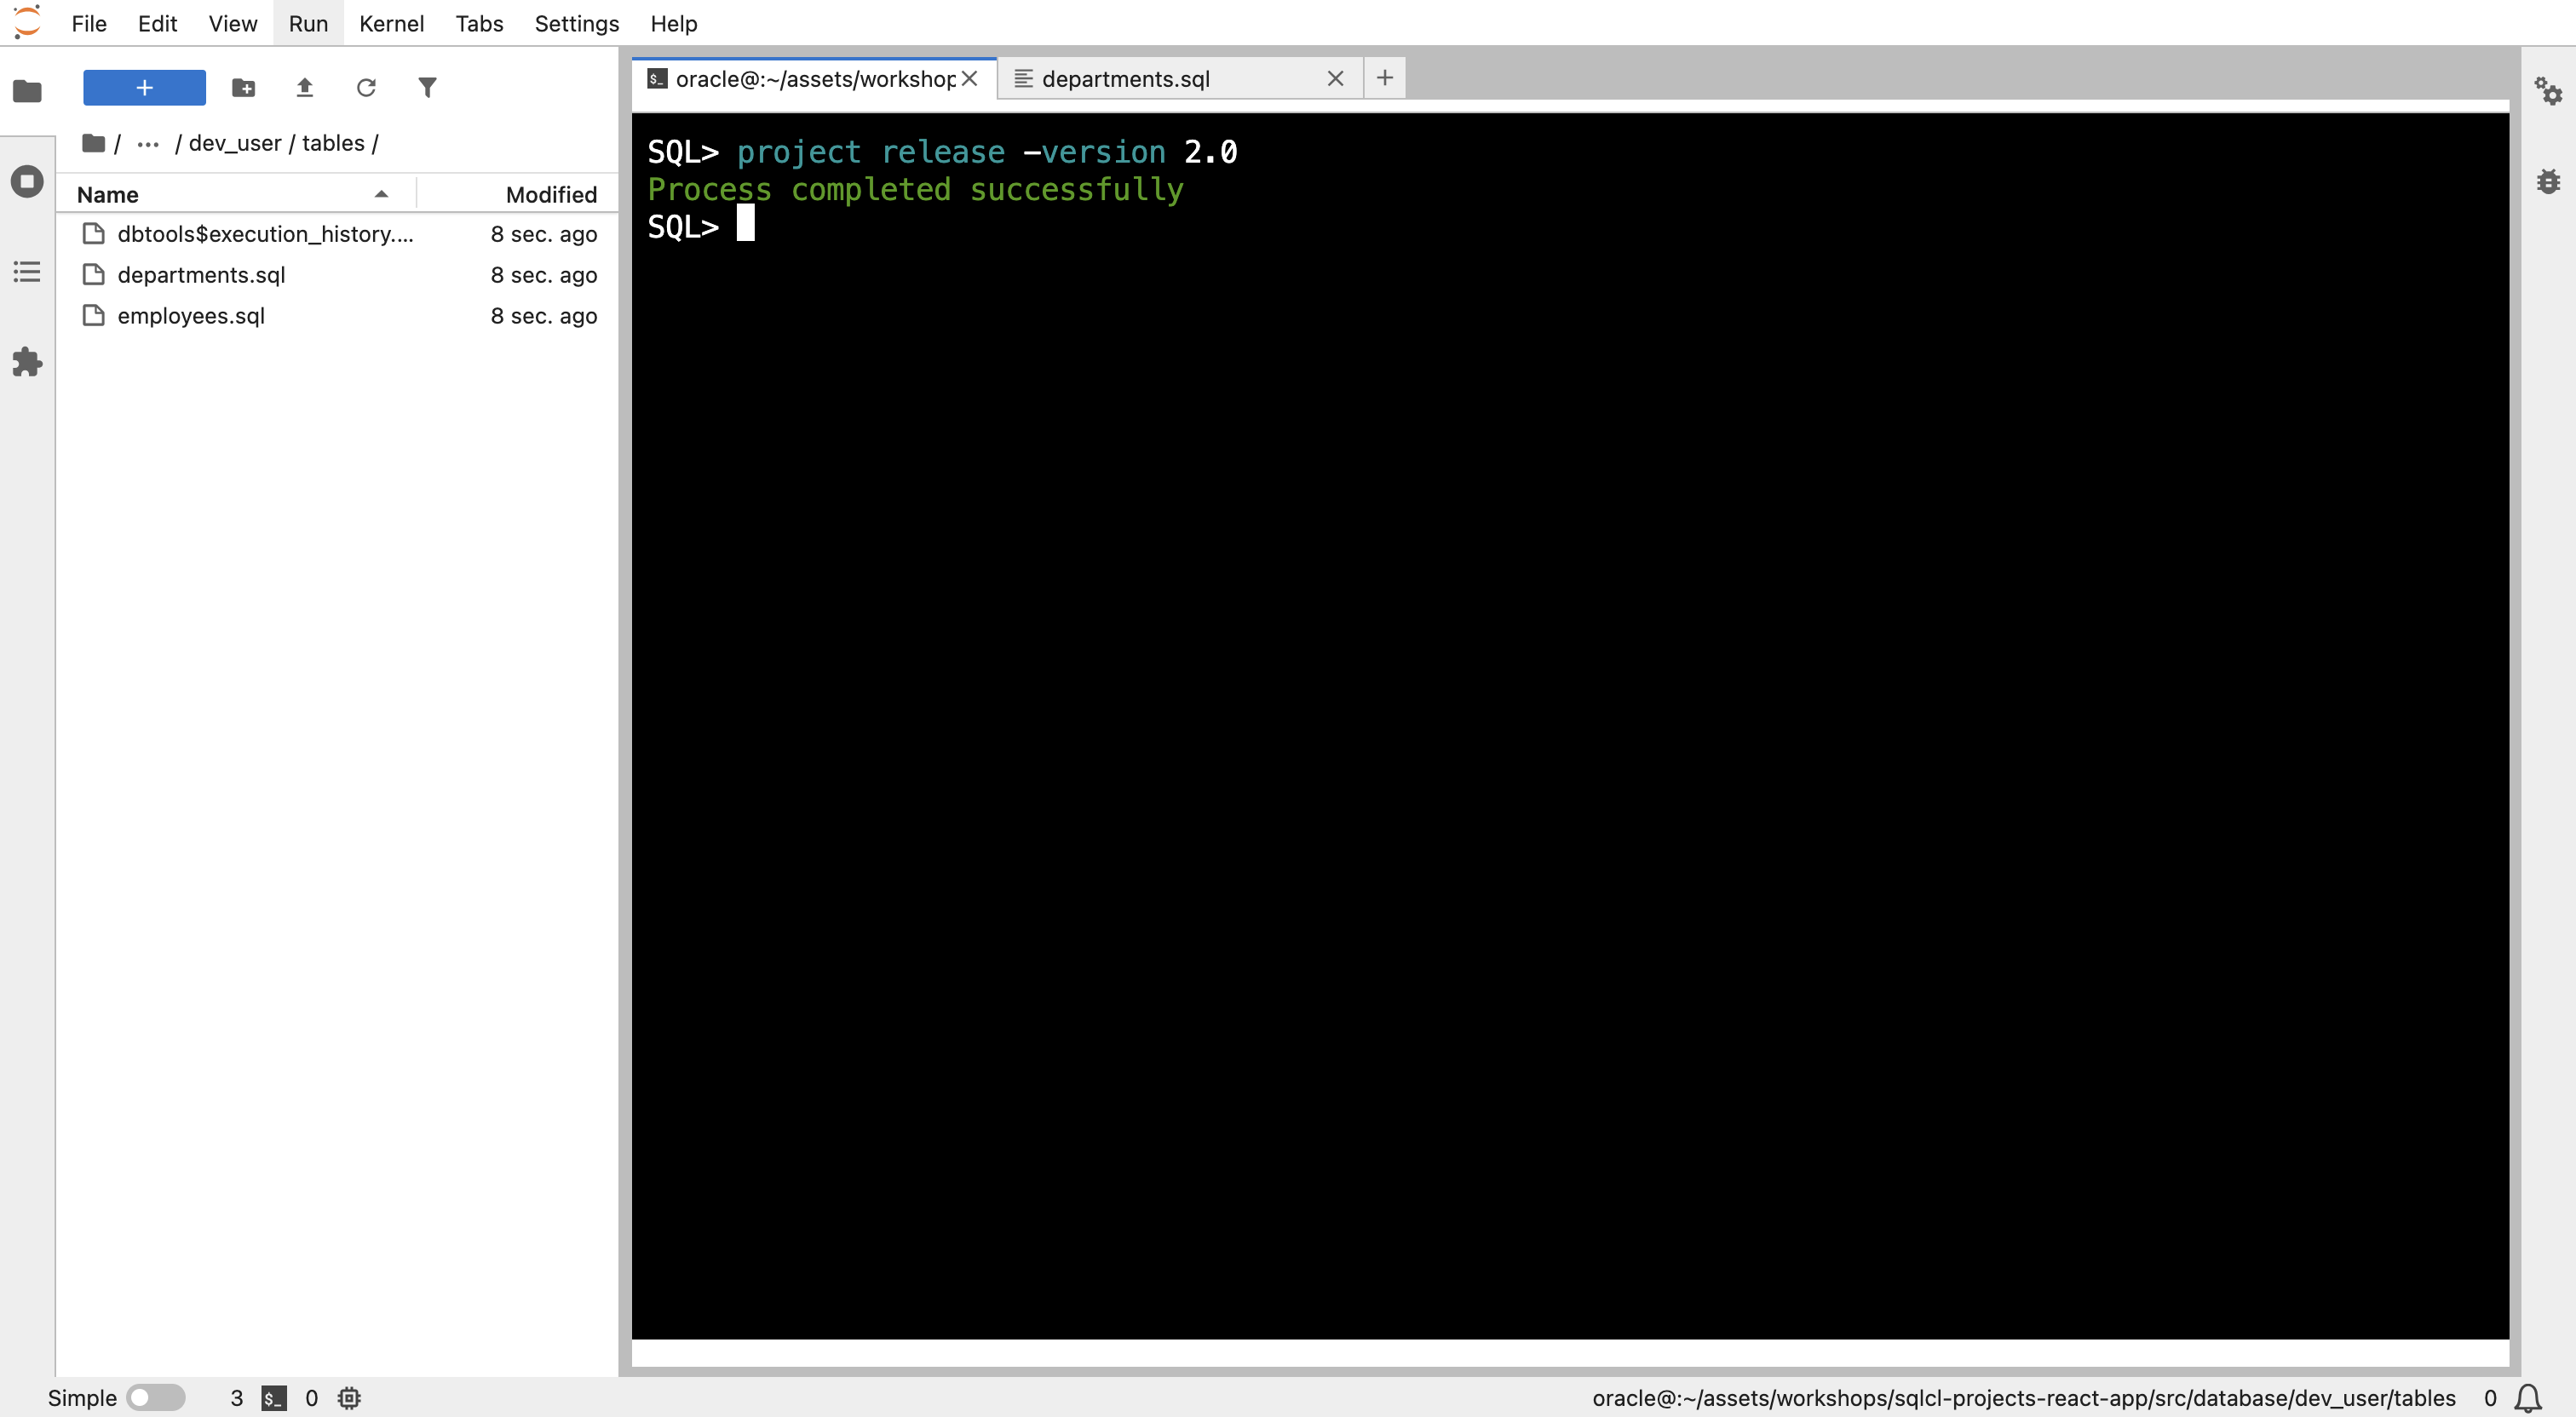 File Edit View Run Kernel Tabs Settings Help
+
/ ... / dev_user / tables /
Name Modified
dbtools$execution_history.... 8 sec. ago
departments.sql 8 sec. ago
employees.sql 8 sec. ago
$_ oracle@:~/assets/workshop departments.sql +
SQL> project release -version 2.0
Process completed successfully
SQL>
Simple 3 $_ 0 oracle@:~/assets/workshops/sqlcl-projects-react-app/src/database/dev_user/tables 0